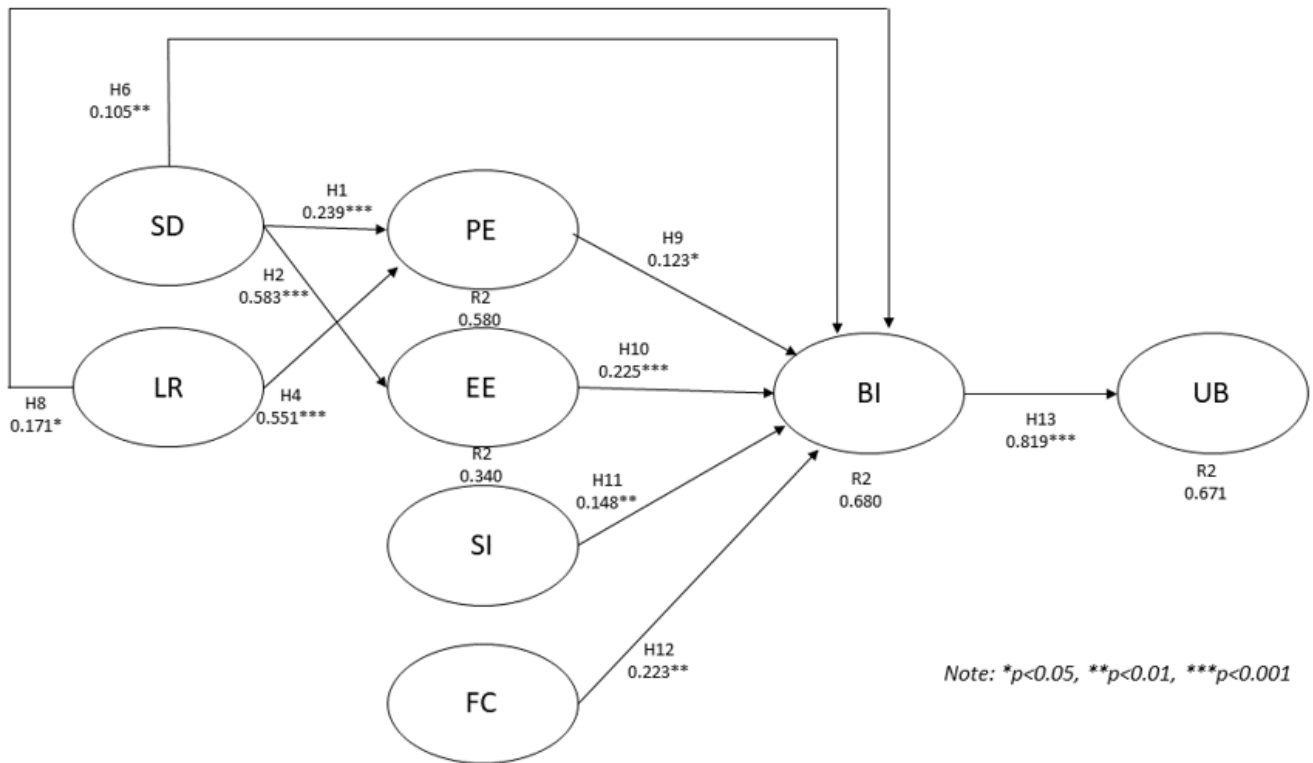 H6
0.105**
SD
H1
0.239***
PE
H9
0.123*
H2
0.583***
R2
0.580
LR
H8
0.171*
H4
0.551***
EE
H10
0.225***
BI
H13
0.819***
UB
R2
0.340
H11
0.148**
R2
0.680
R2
0.671
SI
H12
0.223**
FC
Note: *p<0.05, **p<0.01, ***p<0.001